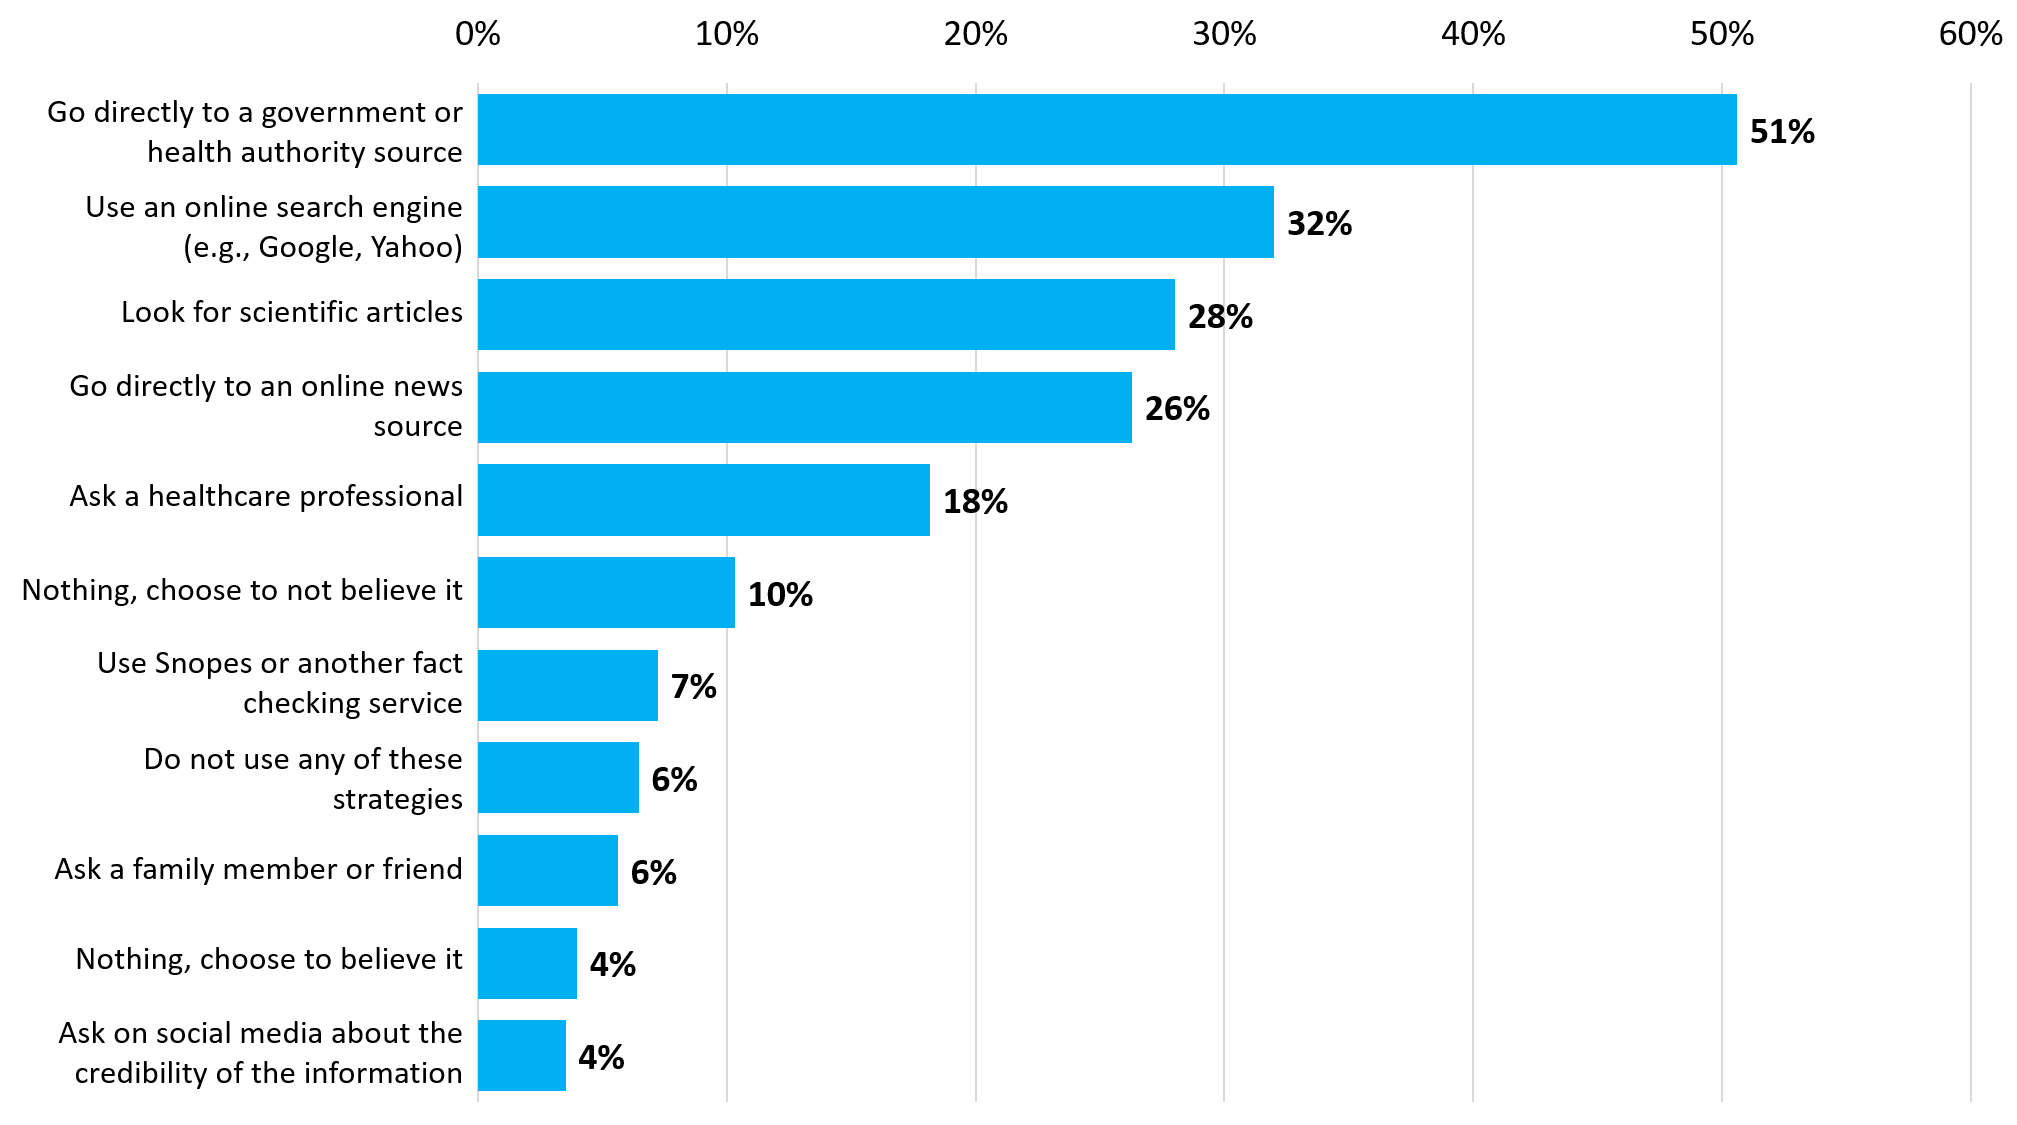 0% 10% 20% 30% 40% 50% 60%
Go directly to a government or
health authority source
51%
Use an online search engine
(e.g., Google, Yahoo)
32%
Look for scientific articles
28%
Go directly to an online news
source
26%
Ask a healthcare professional
18%
Nothing, choose to not believe it
10%
Use Snopes or another fact
checking service
7%
Do not use any of these
strategies
6%
Ask a family member or friend
6%
Nothing, choose to believe it
4%
Ask on social media about the
credibility of the information
4%